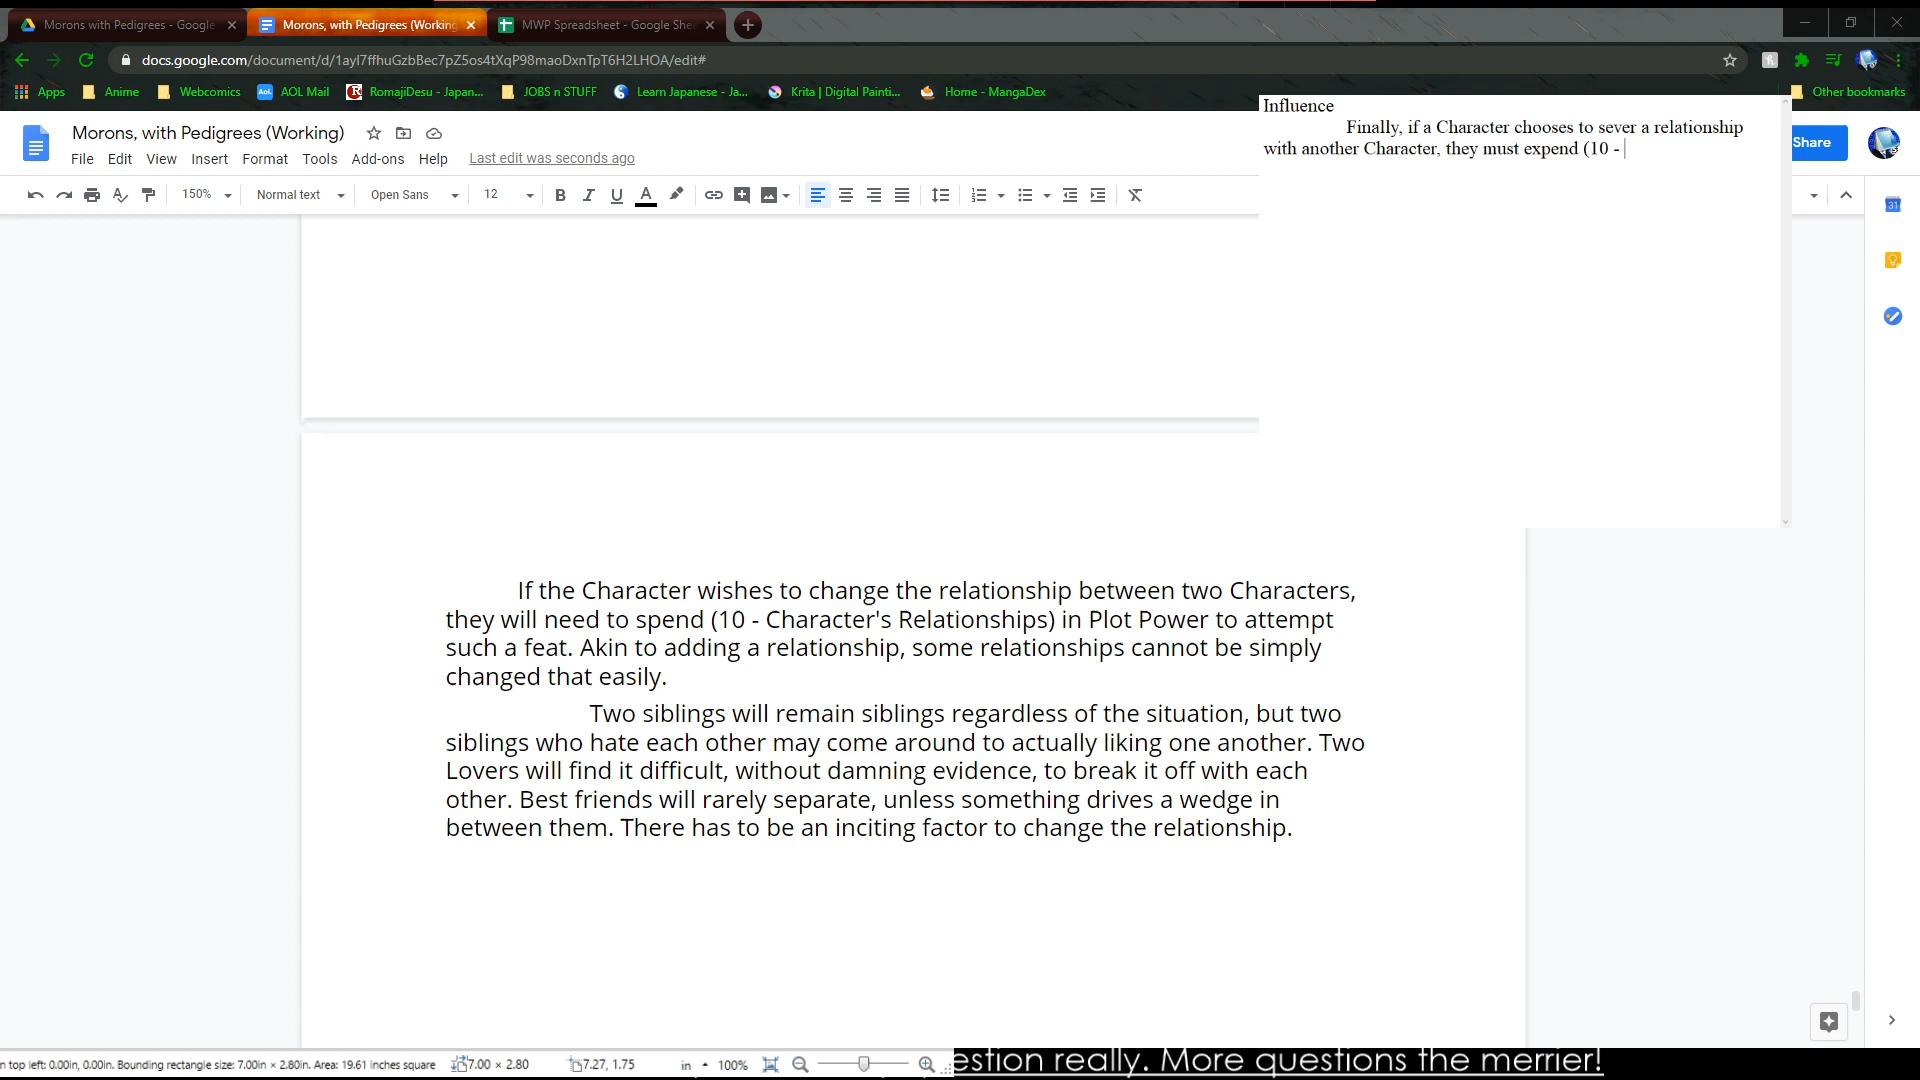 Morons with Pedigrees - Google
Morons, with Pedigrees (Working
MWP Spreadsheet - Google She
docs.google.com/document/d/1ayl7ffhuGzbBec7pZ5os4tXqP98maoDxnTpT6H2LHOA/edit#
Apps Anime Webcomics AOL Mail RomajiDesu - Japan... JOBS n STUFF Learn Japanese - Ja... Krita | Digital Painti... Home - MangaDex Other bookmarks
Influence
Finally, if a Character chooses to sever a relationship
with another Character, they must expend (10 -
Morons, with Pedigrees (Working)
Share
File Edit View Insert Format Tools Add-ons Help Last edit was seconds ago
150% Normal text Open Sans 12 B I U A
31
If the Character wishes to change the relationship between two Characters,
they will need to spend (10 - Character's Relationships) in Plot Power to attempt
such a feat. Akin to adding a relationship, some relationships cannot be simply
changed that easily.
Two siblings will remain siblings regardless of the situation, but two
siblings who hate each other may come around to actually liking one another. Two
Lovers will find it difficult, without damning evidence, to break it off with each
other. Best friends will rarely separate, unless something drives a wedge in
between them. There has to be an inciting factor to change the relationship.
n top left: 0.00in, 0.00in. Bounding rectangle size: 7.00in × 2.80in. Area: 19.61 inches square 7.00 × 2.80 7.27, 1.75 in 100%
estion really. More questions the merrier!